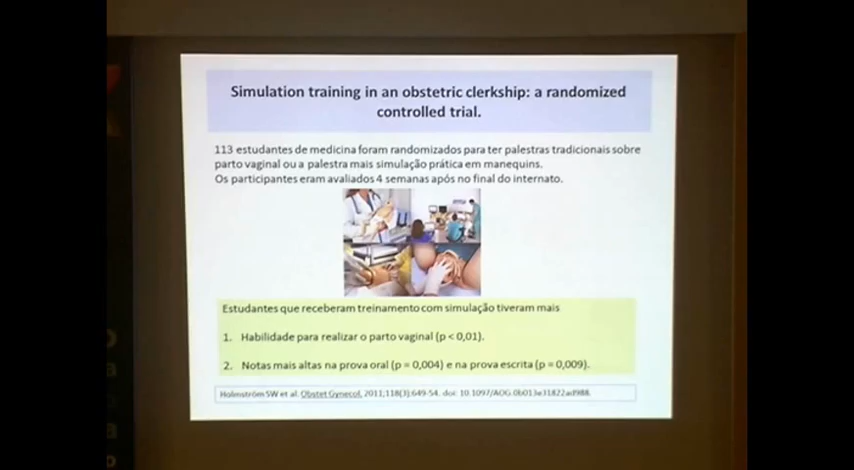 Simulation training in an obstetric clerkship: a randomized
controlled trial.
113 estudantes de medicina foram randomizados para ter palestras tradicionais sobre
parto vaginal ou a palestra mais simulação prática em manequins.
Os participantes eram avaliados 4 semanas após no final do internato.
Estudantes que receberam treinamento com simulação tiveram mais
1. Habilidade para realizar o parto vaginal (p < 0,01).
2. Notas mais altas na prova oral (p = 0,004) e na prova escrita (p = 0,009).
Holmström SW et al. Obstet Gynecol. 2011;118(3):649-54. doi: